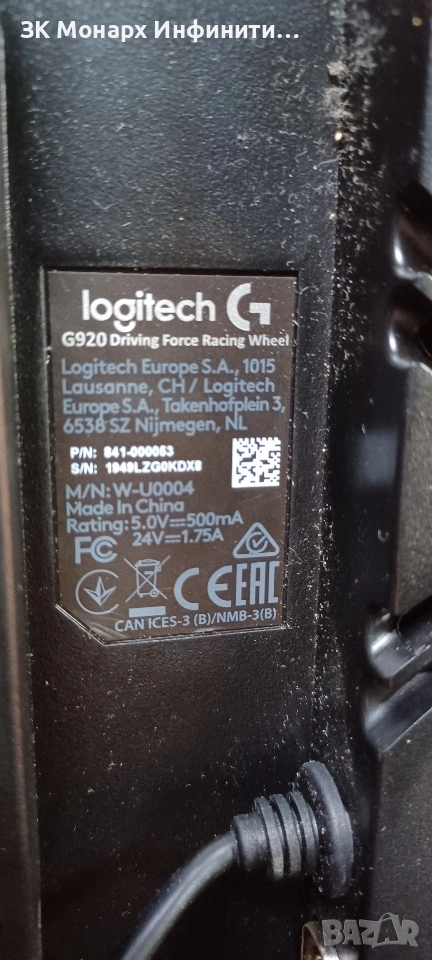 ЗК Монарх Инфинити...
logitech G
G920 Driving Force Racing Wheel
Logitech Europe S.A., 1015
Lausanne, CH / Logitech
Europe S.A., Takenhofplein 3,
6538 SZ Nijmegen, NL
P/N: 841-000053
S/N: 1949LZG0KDX8
M/N: W-U0004
Made In China
Rating: 5.0V⎓500mA
24V⎓1.75A
FC CE EAC
CAN ICES-3 (B)/NMB-3(B)
BAZAR